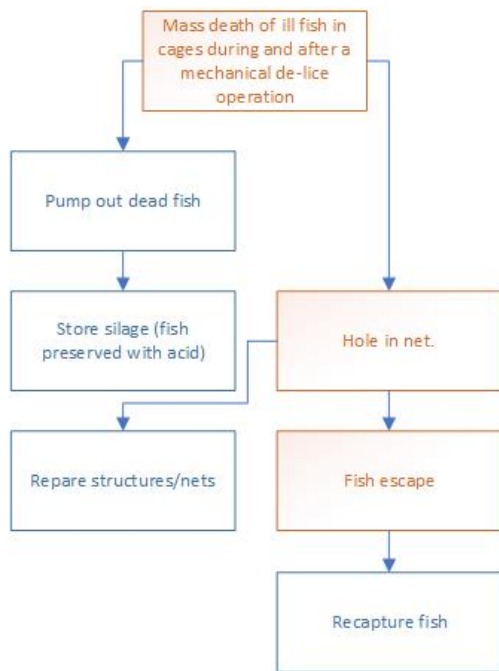 Mass death of ill fish in
cages during and after a
mechanical de-lice
operation
Pump out dead fish
Store silage (fish
preserved with acid)
Hole in net.
Repare structures/nets
Fish escape
Recapture fish